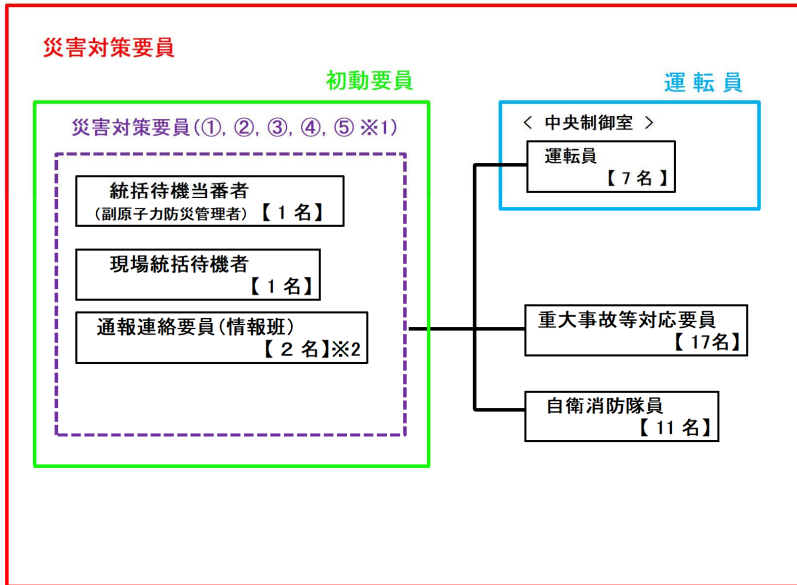 災害対策要員
初動要員
運転員
災害対策要員(①, ②, ③, ④, ⑤ ※1)
< 中央制御室 >
運転員
【 7 名 】
統括待機当番者
(副原子力防災管理者) 【 1 名】
現場統括待機者
【 1 名】
通報連絡要員(情報班)
【 2 名】※2
重大事故等対応要員
【 17名】
自衛消防隊員
【 11 名】